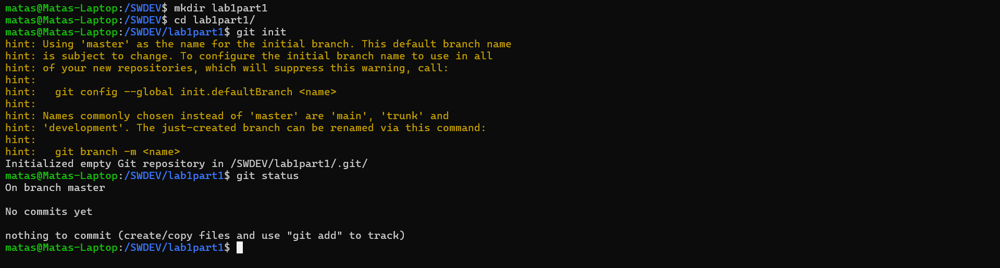 matas@Matas-Laptop:/SWDEV$ mkdir lab1part1
matas@Matas-Laptop:/SWDEV$ cd lab1part1/
matas@Matas-Laptop:/SWDEV/lab1part1$ git init
hint: Using 'master' as the name for the initial branch. This default branch name
hint: is subject to change. To configure the initial branch name to use in all
hint: of your new repositories, which will suppress this warning, call:
hint:
hint:   git config --global init.defaultBranch <name>
hint:
hint: Names commonly chosen instead of 'master' are 'main', 'trunk' and
hint: 'development'. The just-created branch can be renamed via this command:
hint:
hint:   git branch -m <name>
Initialized empty Git repository in /SWDEV/lab1part1/.git/
matas@Matas-Laptop:/SWDEV/lab1part1$ git status
On branch master

No commits yet

nothing to commit (create/copy files and use "git add" to track)
matas@Matas-Laptop:/SWDEV/lab1part1$